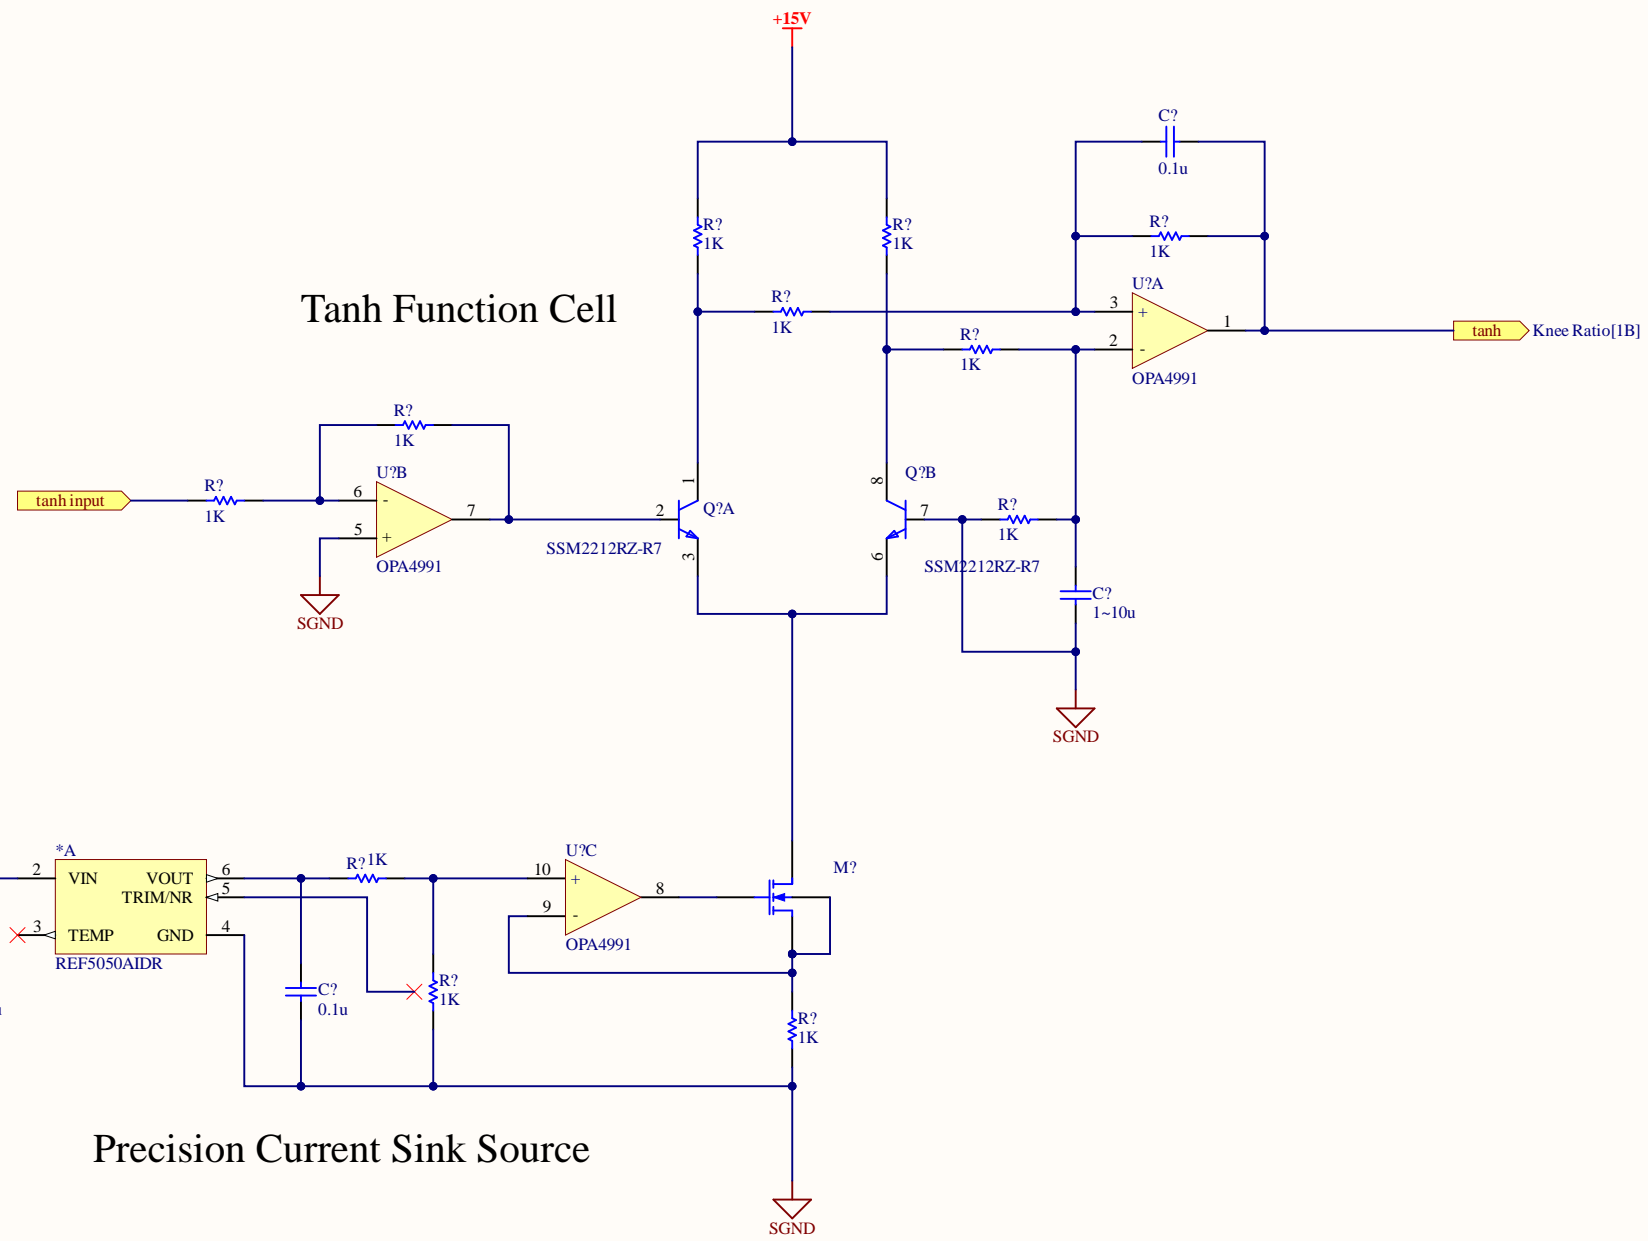 +15V
C?
0.1u
R?
1K
R?
1K
R?
1K
U?A
Tanh Function Cell
R?
1K
3
+
1
tanh
Knee Ratio[1B]
R?
1K
2
-
OPA4991
R?
1K
U?B
tanh input
R?
1K
6
-
7
5
+
OPA4991
SGND
1
2
Q?A
3
SSM2212RZ-R7
8
Q?B
7
6
R?
1K
SSM2212RZ-R7
C?
1~10u
SGND
*A
2
VIN
VOUT
6
TRIM/NR
5
3
TEMP
GND
4
REF5050AIDR
R?
1K
C?
0.1u
R?
1K
U?C
10
+
8
9
-
OPA4991
M?
R?
1K
Precision Current Sink Source
SGND